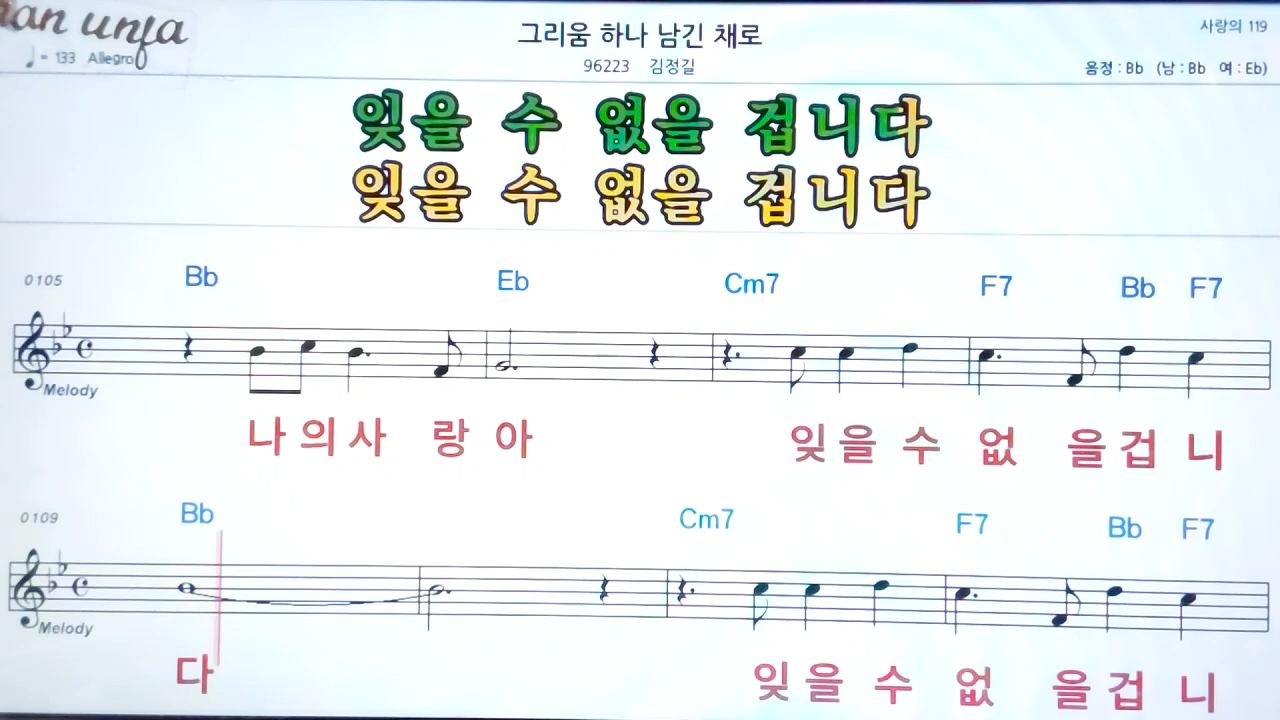 그리움 하나 남긴 채로
사랑의 119
♩= 133 Allegro
96223 김정길
음정 : Bb (남 : Bb 여 : Eb)
잊을 수 없을 겁니다
잊을 수 없을 겁니다
0105 Bb Eb Cm7 F7 Bb F7
Melody
나의사 랑 아 잊을 수 없 을겁 니
0109 Bb Cm7 F7 Bb F7
Melody
다 잊을 수 없 을겁 니